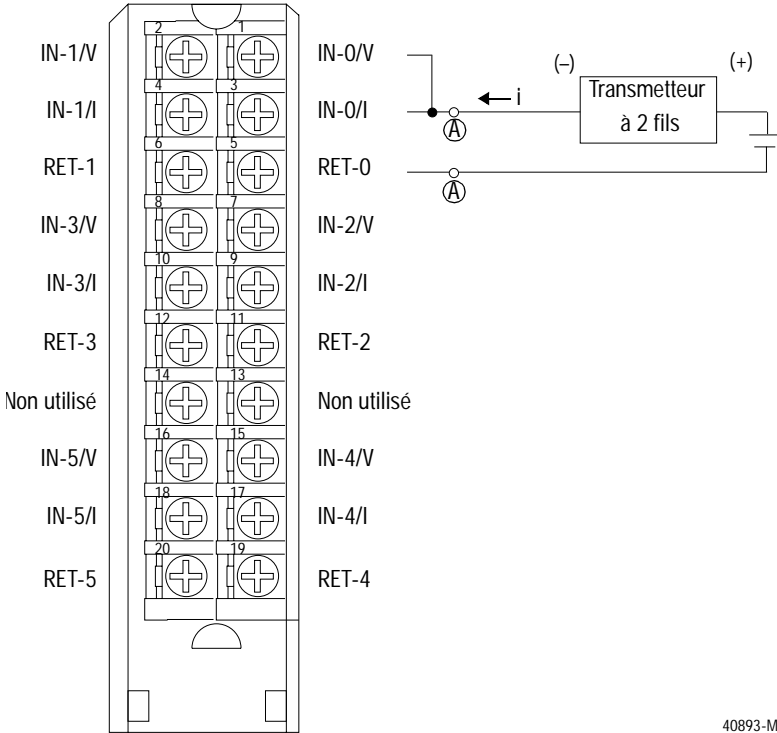 2 1
IN-1/V IN-0/V
4 3
IN-1/I IN-0/I
6 5
RET-1 RET-0
8 7
IN-3/V IN-2/V
10 9
IN-3/I IN-2/I
12 11
RET-3 RET-2
14 13
Non utilisé Non utilisé
16 15
IN-5/V IN-4/V
18 17
IN-5/I IN-4/I
20 19
RET-5 RET-4
(–) (+)
i
Transmetteur
à 2 fils
A
A
40893-M